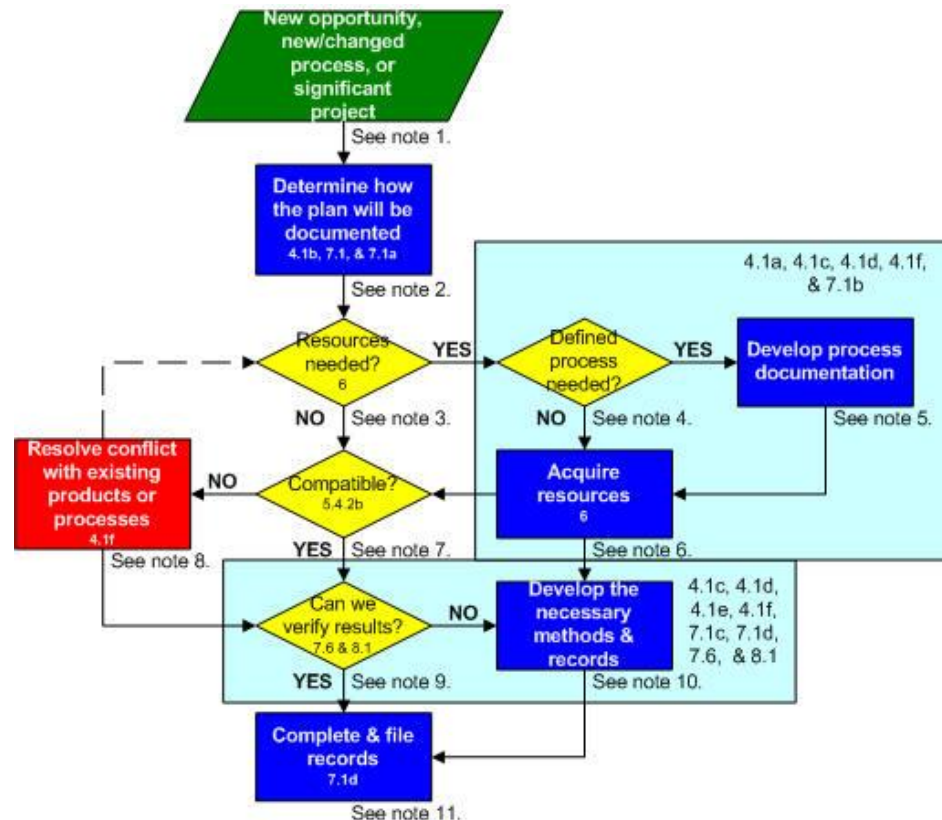 New opportunity,
new/changed
process, or
significant
project
See note 1.
Determine how
the plan will be
documented
4.1b, 7.1, & 7.1a
See note 2.
4.1a, 4.1c, 4.1d, 4.1f,
& 7.1b
Resources
needed?
6
YES
Defined
process needed?
YES
Develop process
documentation
NO
See note 3.
NO
See note 4.
See note 5.
Resolve conflict
with existing
products or
processes
4.1f
NO
Compatible?
5.4.2b
Acquire
resources
6
See note 8.
YES
See note 7.
See note 6.
Can we
verify results?
7.6 & 8.1
NO
Develop the
necessary
methods &
records
4.1c, 4.1d,
4.1e, 4.1f,
7.1c, 7.1d,
7.6, & 8.1
YES
See note 9.
See note 10.
Complete & file
records
7.1d
See note 11.